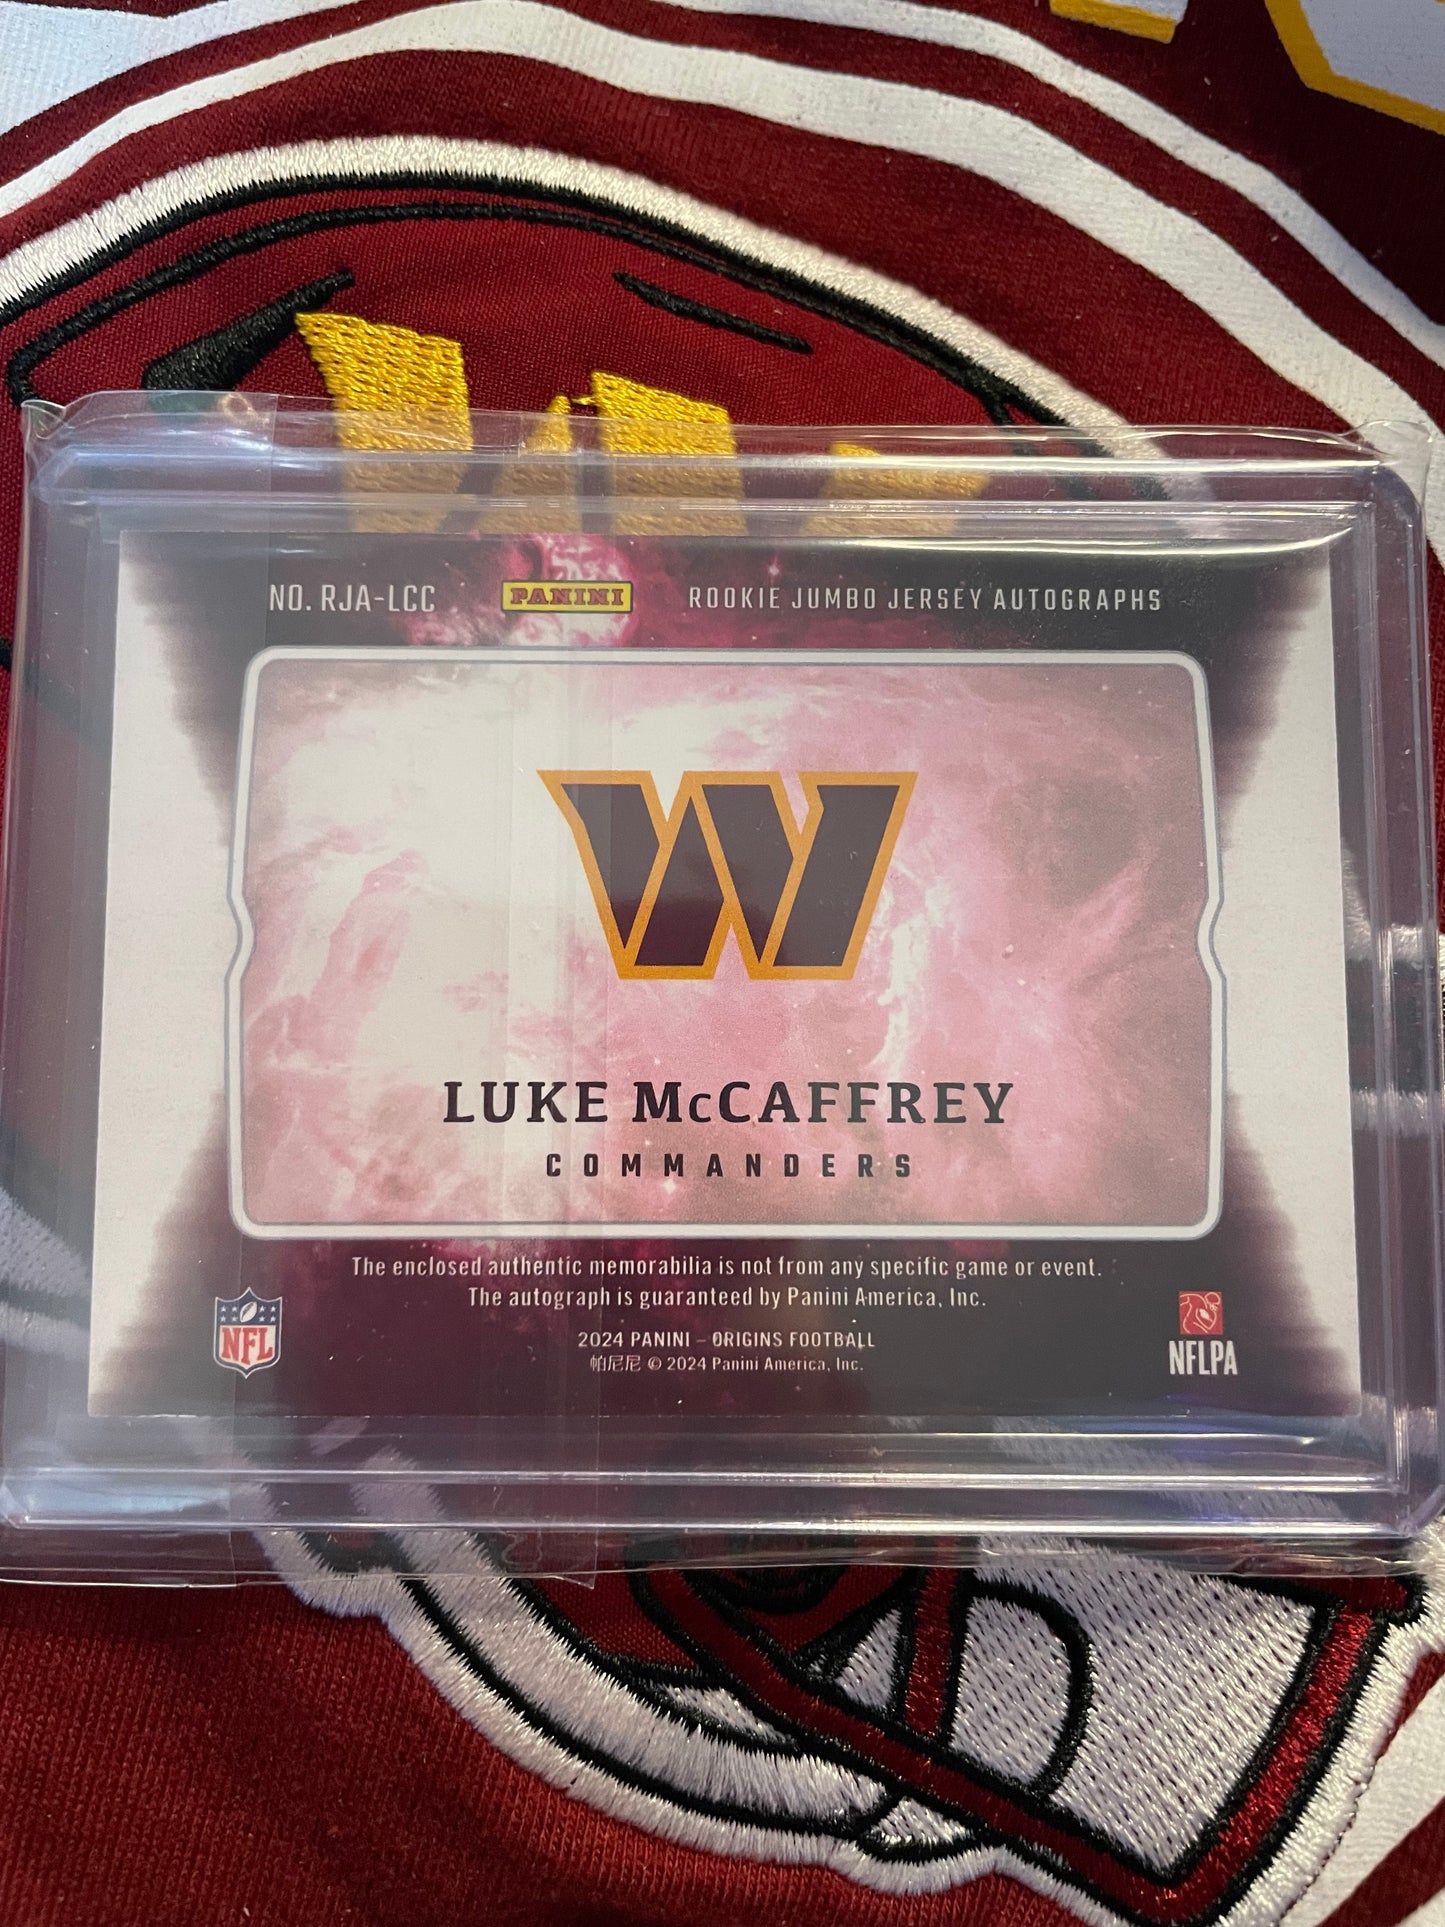 NO. RJA-LCC PANINI ROOKIE JUMBO JERSEY AUTOGRAPHS
W
LUKE McCAFFREY
COMMANDERS
The enclosed authentic memorabilia is not from any specific game or event.
The autograph is guaranteed by Panini America, Inc.
2024 PANINI – ORIGINS FOOTBALL
帕尼尼 © 2024 Panini America, Inc.
NFL
NFLPA